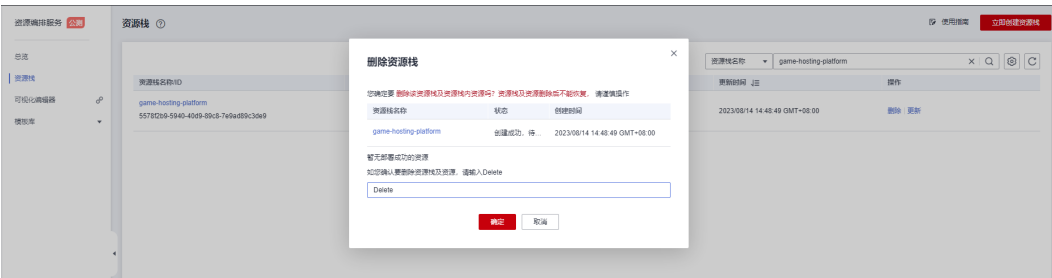 资源编排服务 公测
资源栈
使用指南
立即创建资源栈
总览
资源栈
可视化编辑器
模板库
资源栈名称
game-hosting-platform
资源栈名称/ID
更新时间
操作
game-hosting-platform
5578f2b9-5940-40d9-89c8-7e9ad89c3de9
2023/08/14 14:48:49 GMT+08:00
删除
更新
删除资源栈
您确定要 删除该资源栈及资源栈内资源吗？资源栈及资源删除后不能恢复， 请谨慎操作
资源栈名称 状态 创建时间
game-hosting-platform 创建成功，待... 2023/08/14 14:48:49 GMT+08:00
暂无部署成功的资源
如您确认要删除资源栈及资源，请输入Delete
Delete
确定 取消